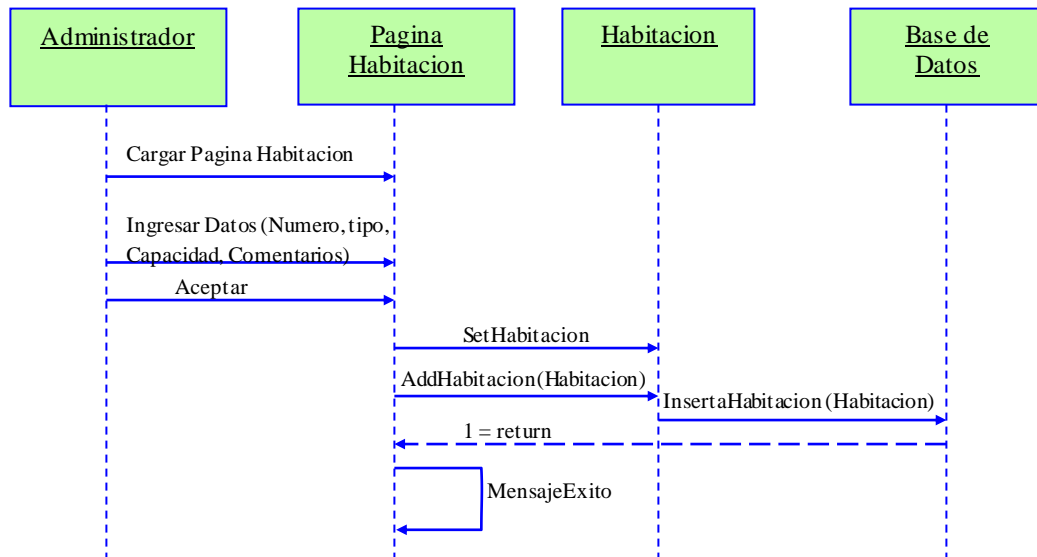 Administrador
Pagina
Habitacion
Habitacion
Base de
Datos
Cargar Pagina Habitacion
Ingresar Datos (Numero, tipo,
Capacidad, Comentarios)
Aceptar
SetHabitacion
AddHabitacion(Habitacion)
InsertaHabitacion (Habitacion)
1 = return
MensajeExito